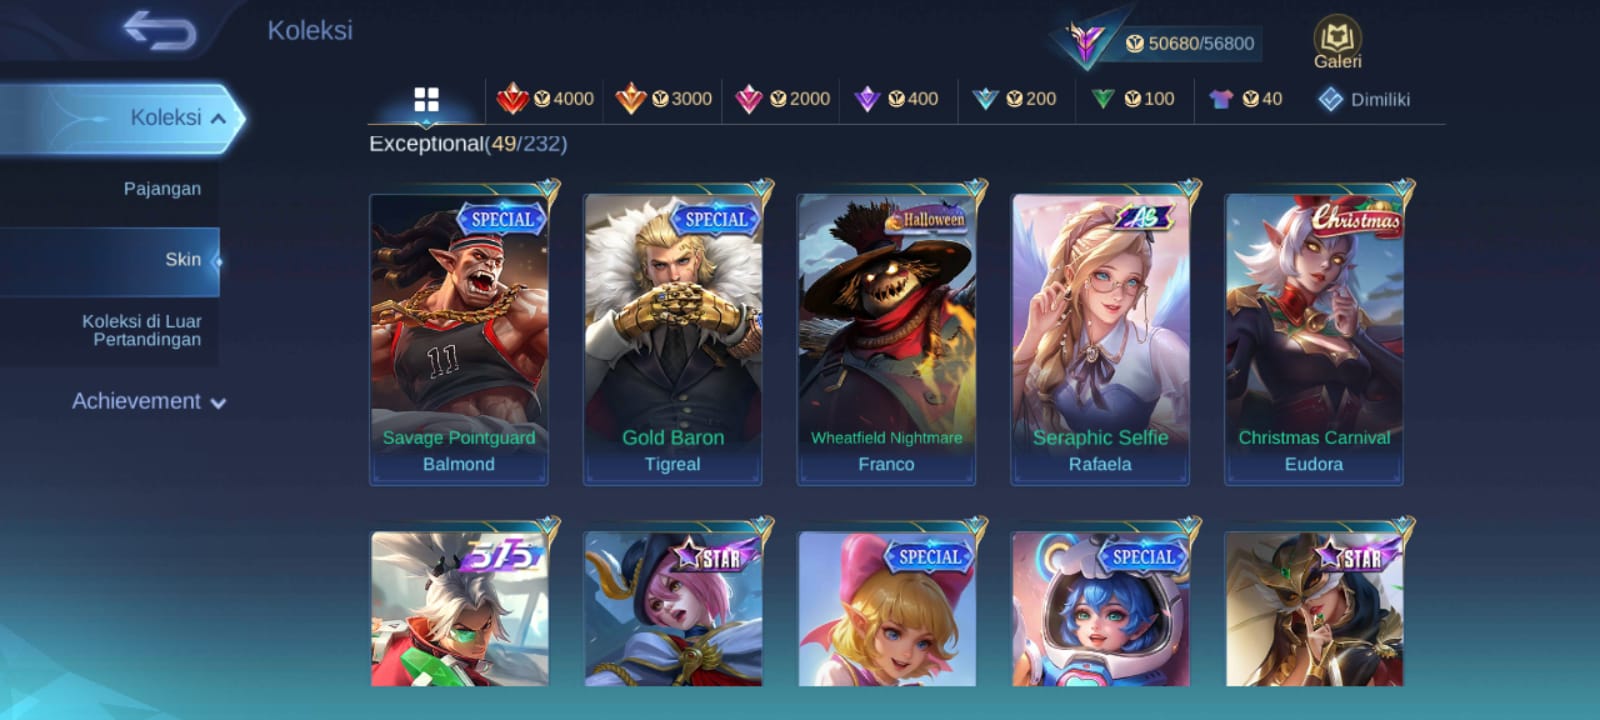 Koleksi
50680/56800
Galeri
Koleksi
4000
3000
2000
400
200
100
40
Dimiliki
Exceptional(49/232)
Pajangan
Skin
Koleksi di Luar
Pertandingan
Achievement
SPECIAL
SPECIAL
Halloween
AS
Christmas
11
Savage Pointguard
Gold Baron
Wheatfield Nightmare
Seraphic Selfie
Christmas Carnival
Balmond
Tigreal
Franco
Rafaela
Eudora
515
STAR
SPECIAL
SPECIAL
STAR